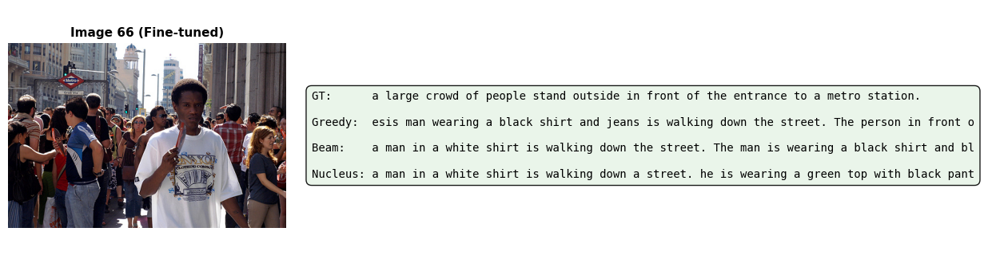 Image 66 (Fine-tuned)
Metro
GT: a large crowd of people stand outside in front of the entrance to a metro station.
Greedy: esis man wearing a black shirt and jeans is walking down the street. The person in front o
Beam: a man in a white shirt is walking down the street. The man is wearing a black shirt and bl
Nucleus: a man in a white shirt is walking down a street. he is wearing a green top with black pant